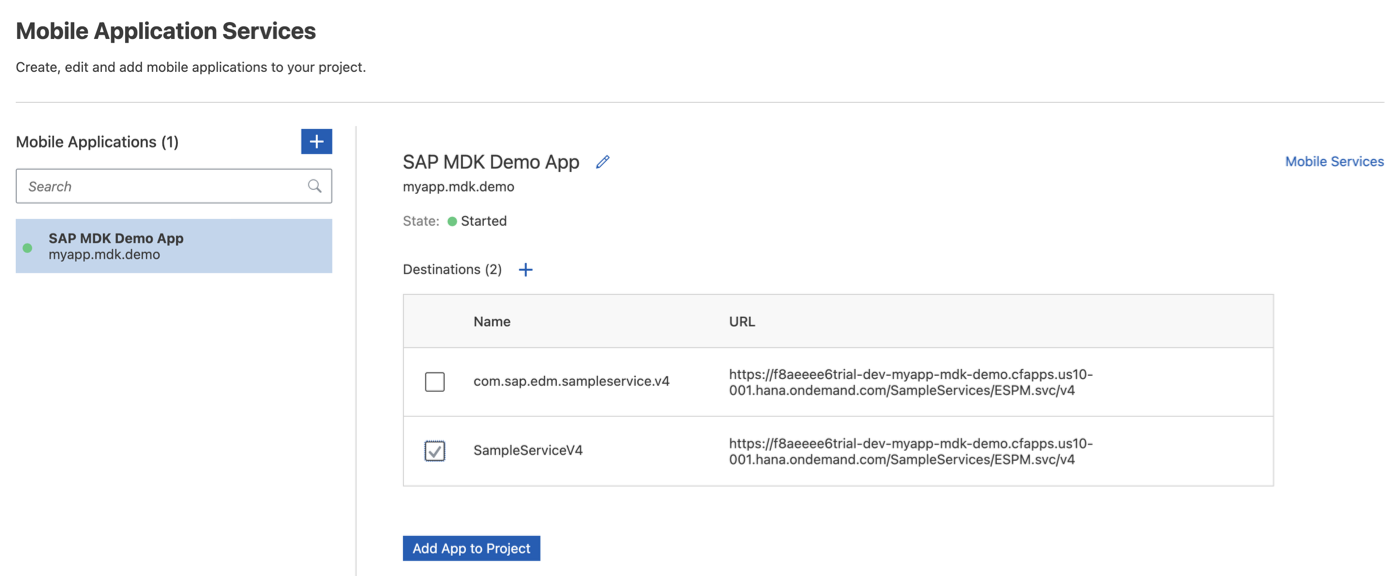 Mobile Application Services
Create, edit and add mobile applications to your project.
Mobile Applications (1)
Search
SAP MDK Demo App
myapp.mdk.demo
SAP MDK Demo App
Mobile Services
myapp.mdk.demo
State: Started
Destinations (2)
Name URL
com.sap.edm.sampleservice.v4
https://f8aeeee6trial-dev-myapp-mdk-demo.cfapps.us10-
001.hana.ondemand.com/SampleServices/ESPM.svc/v4
SampleServiceV4
https://f8aeeee6trial-dev-myapp-mdk-demo.cfapps.us10-
001.hana.ondemand.com/SampleServices/ESPM.svc/v4
Add App to Project